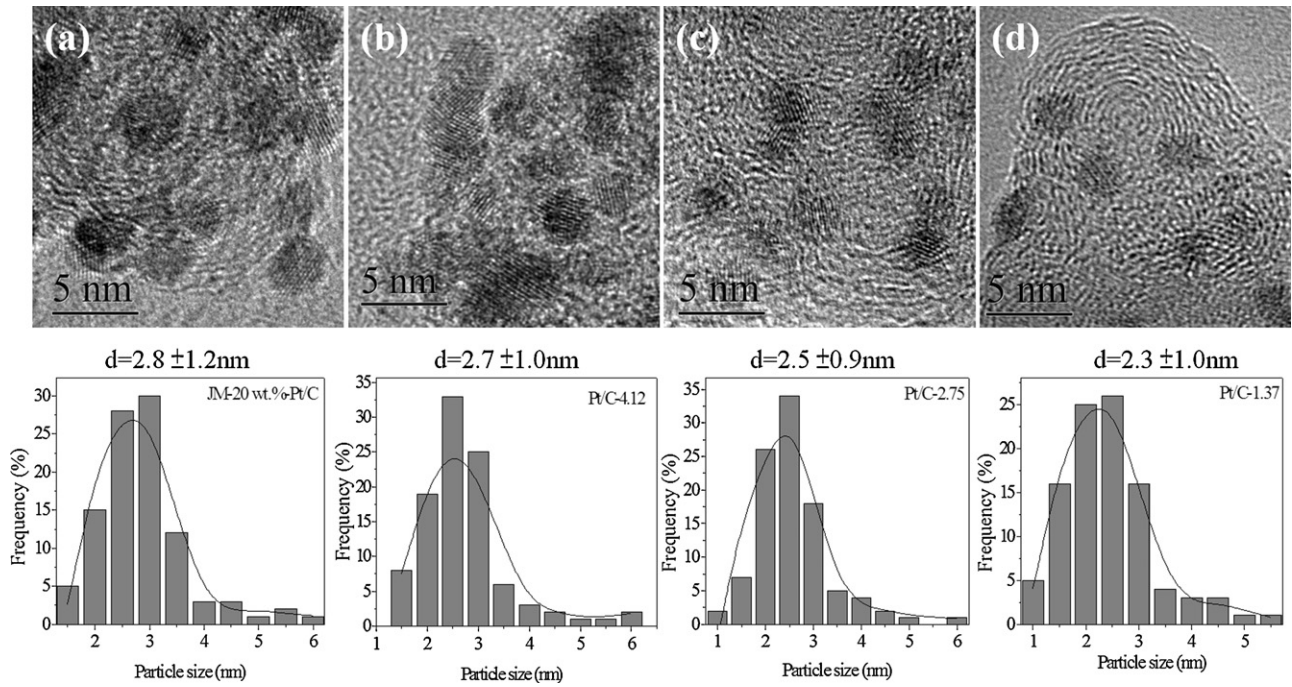 (a) (b) (c) (d)
5 nm 5 nm 5 nm 5 nm
d=2.8 ±1.2nm d=2.7 ±1.0nm d=2.5 ±0.9nm d=2.3 ±1.0nm
JM-20 wt.%-Pt/C
Frequency (%)
30
25
20
15
10
5
0
2 3 4 5 6
Particle size (nm)
Pt/C-4.12
Frequency (%)
35
30
25
20
15
10
5
0
1 2 3 4 5 6
Particle size (nm)
Pt/C-2.75
Frequency (%)
35
30
25
20
15
10
5
0
1 2 3 4 5 6
Particle size (nm)
Pt/C-1.37
Frequency (%)
25
20
15
10
5
0
1 2 3 4 5
Particle size (nm)